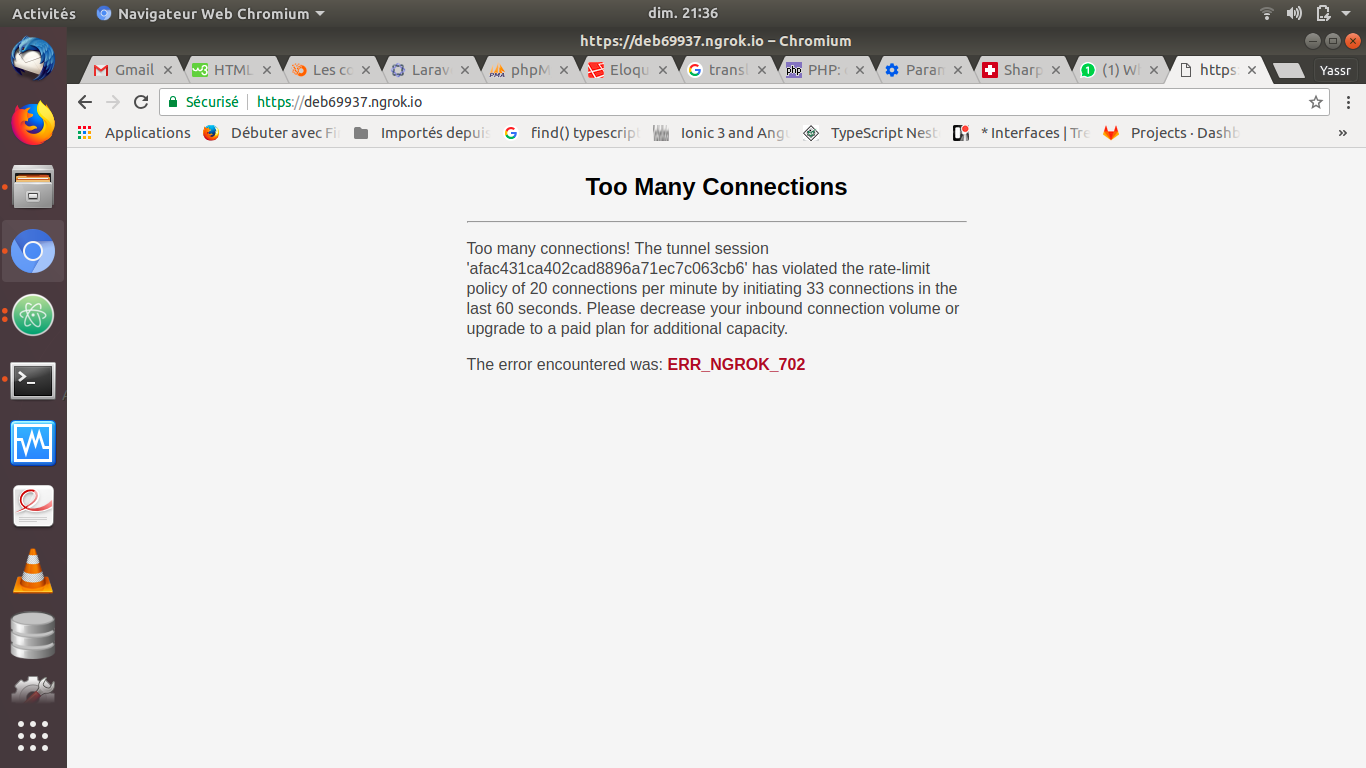 Activités
Navigateur Web Chromium
dim. 21:36
https://deb69937.ngrok.io – Chromium
Gmail
HTML
Les co
Larave
phpM
Eloqu
transl
PHP:
Param
Sharp
(1) W
https:
Yassr
Sécurisé
https://deb69937.ngrok.io
Applications
Débuter avec Fi
Importés depuis
find() typescript
Ionic 3 and Angu
TypeScript Nest
* Interfaces | Tre
Projects · Dashb
»
Too Many Connections
Too many connections! The tunnel session
'afac431ca402cad8896a71ec7c063cb6' has violated the rate-limit
policy of 20 connections per minute by initiating 33 connections in the
last 60 seconds. Please decrease your inbound connection volume or
upgrade to a paid plan for additional capacity.
The error encountered was: ERR_NGROK_702